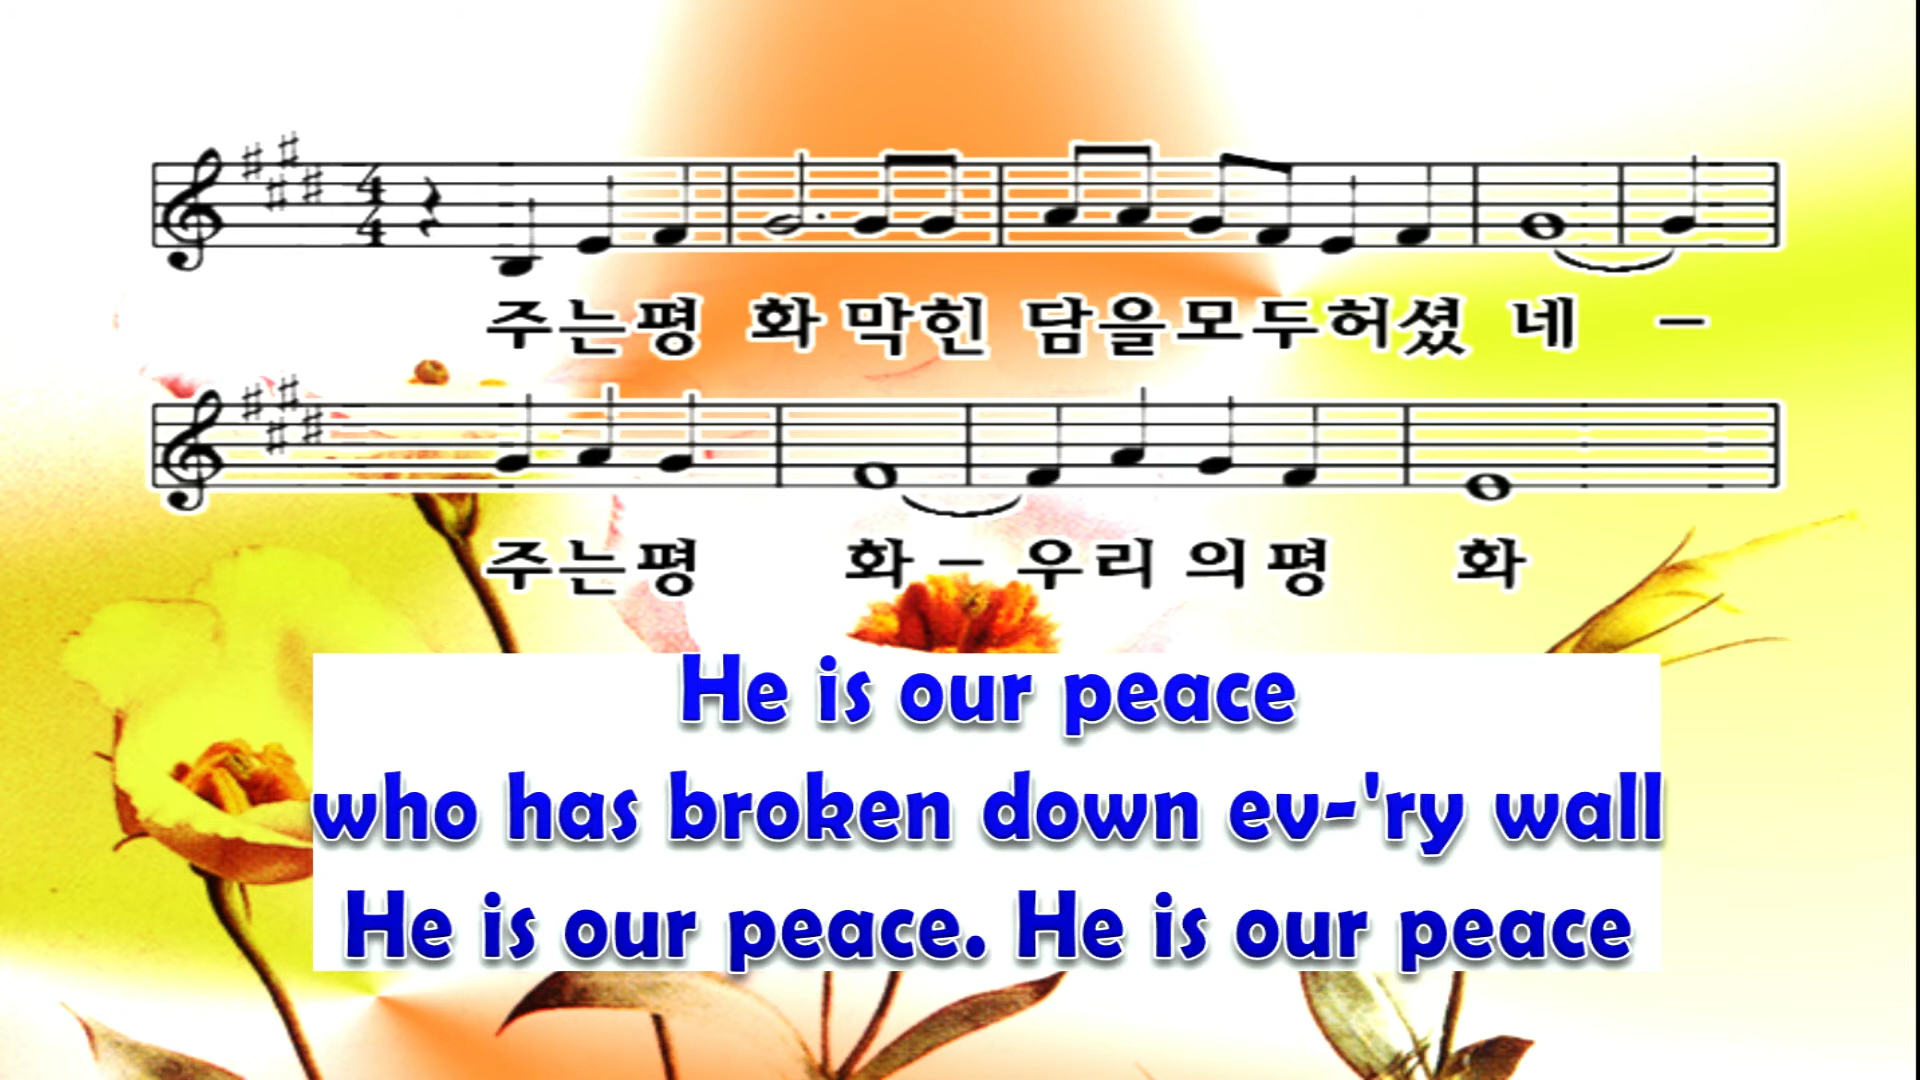 4
4
주는평 화 막힌 담을모두허셨 네 -
주는평 화 - 우리 의 평 화
He is our peace
who has broken down ev-'ry wall
He is our peace. He is our peace